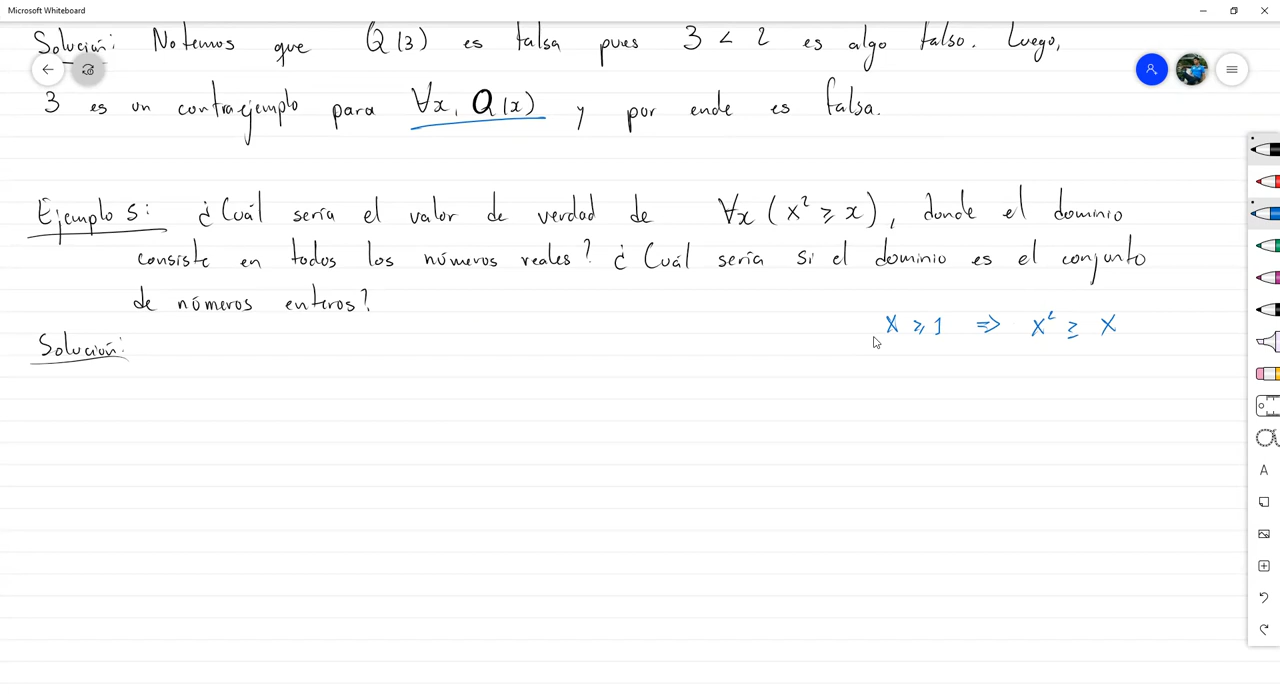 Microsoft Whiteboard
Solución: Notemos que Q(3) es falsa pues 3 < 2 es algo falso. Luego,
3 es un contraejemplo para ∀x, Q(x) y por ende es falsa.
Ejemplo 5: ¿Cuál sería el valor de verdad de ∀x (x² ≥ x), donde el dominio
consiste en todos los números reales? ¿Cuál sería si el dominio es el conjunto
de números enteros?
x ≥ 1 ⇒ x² ≥ x
Solución:
A